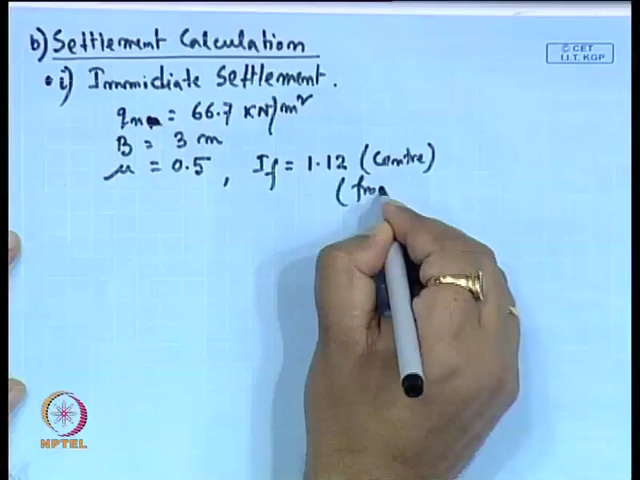 b) Settlement Calculation
© CET
I.I.T. KGP
• i) Immidiate Settlement.
qn = 66.7 KN/m²
B = 3 m
μ = 0.5 , If = 1.12 (Centre)
(fro
NPTEL